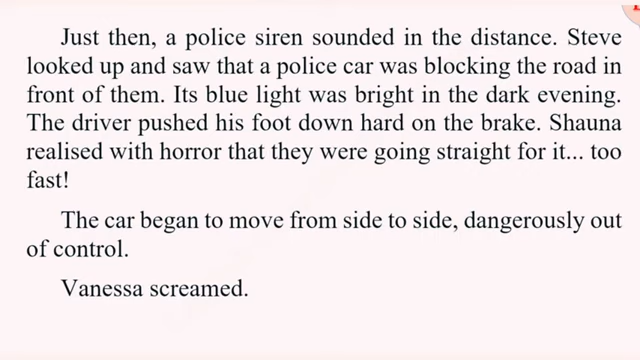 Just then, a police siren sounded in the distance. Steve
looked up and saw that a police car was blocking the road in
front of them. Its blue light was bright in the dark evening.
The driver pushed his foot down hard on the brake. Shauna
realised with horror that they were going straight for it... too
fast!
The car began to move from side to side, dangerously out
of control.
Vanessa screamed.